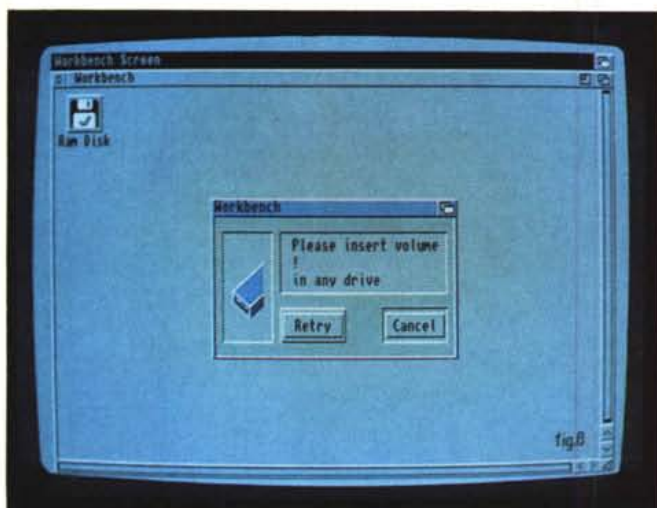 Workbench Screen
Workbench
Ram Disk
Workbench
Please insert volume
!
in any drive
Retry
Cancel
fig.8